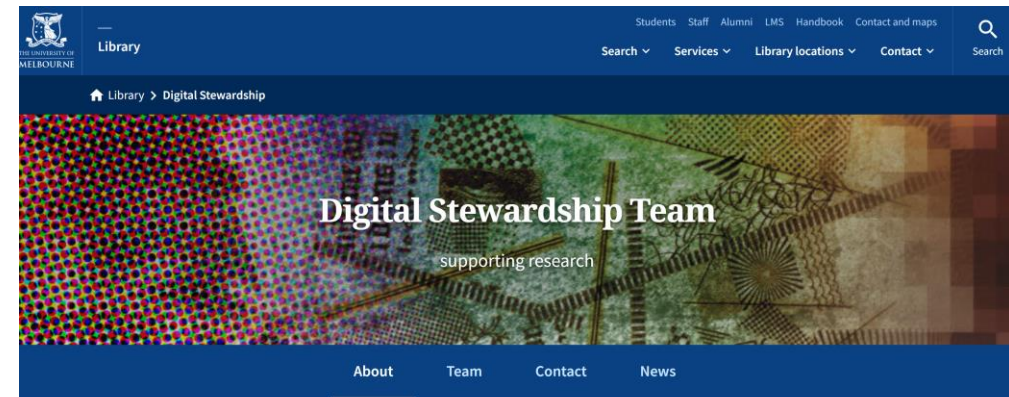 Students Staff Alumni LMS Handbook Contact and maps
THE UNIVERSITY OF
MELBOURNE
Library
Search Services Library locations Contact
Search
Library > Digital Stewardship
Digital Stewardship Team
supporting research
About Team Contact News